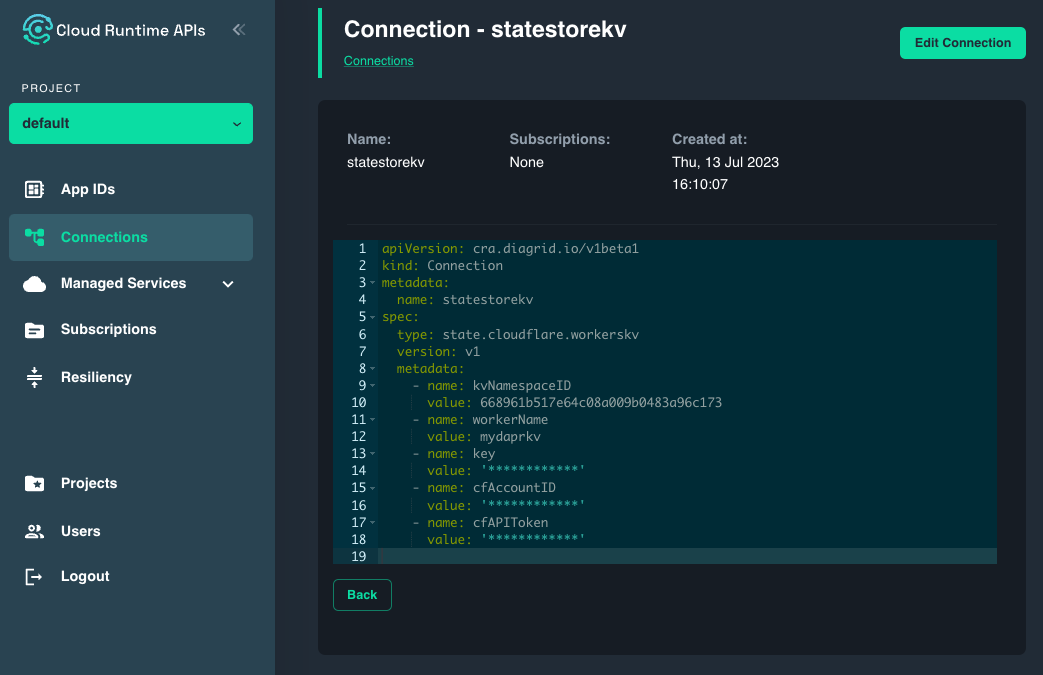 Cloud Runtime APIs
PROJECT
default
App IDs
Connections
Managed Services
Subscriptions
Resiliency
Projects
Users
Logout
Connection - statestorekv
Connections
Edit Connection
Name:
statestorekv
Subscriptions:
None
Created at:
Thu, 13 Jul 2023
16:10:07
1 apiVersion: cra.diagrid.io/v1beta1
2 kind: Connection
3 metadata:
4   name: statestorekv
5 spec:
6   type: state.cloudflare.workerskv
7   version: v1
8   metadata:
9     - name: kvNamespaceID
10       value: 668961b517e64c08a009b0483a96c173
11     - name: workerName
12       value: mydaprkv
13     - name: key
14       value: '************'
15     - name: cfAccountID
16       value: '************'
17     - name: cfAPIToken
18       value: '************'
19
Back